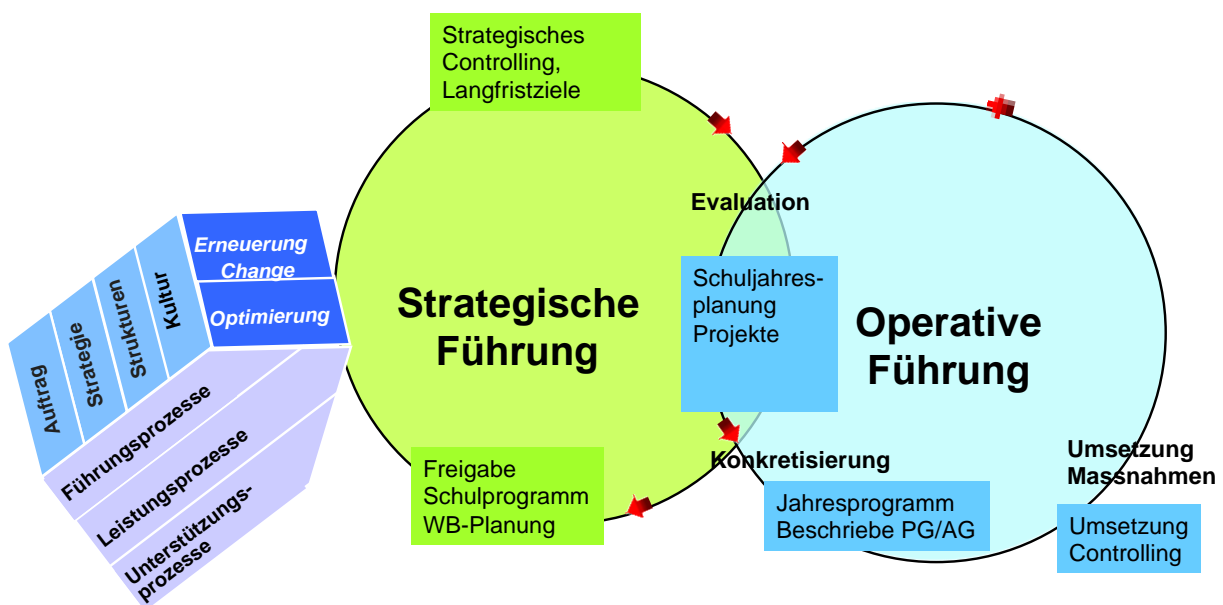 Strategisches
Controlling,
Langfristziele
Evaluation
Erneuerung
Change
Optimierung
Auftrag
Strategie
Strukturen
Kultur
Führungsprozesse
Leistungsprozesse
Unterstützungs-
prozesse
Strategische
Führung
Schuljahres-
planung
Projekte
Operative
Führung
Freigabe
Schulprogramm
WB-Planung
Konkretisierung
Jahresprogramm
Beschriebe PG/AG
Umsetzung
Massnahmen
Umsetzung
Controlling